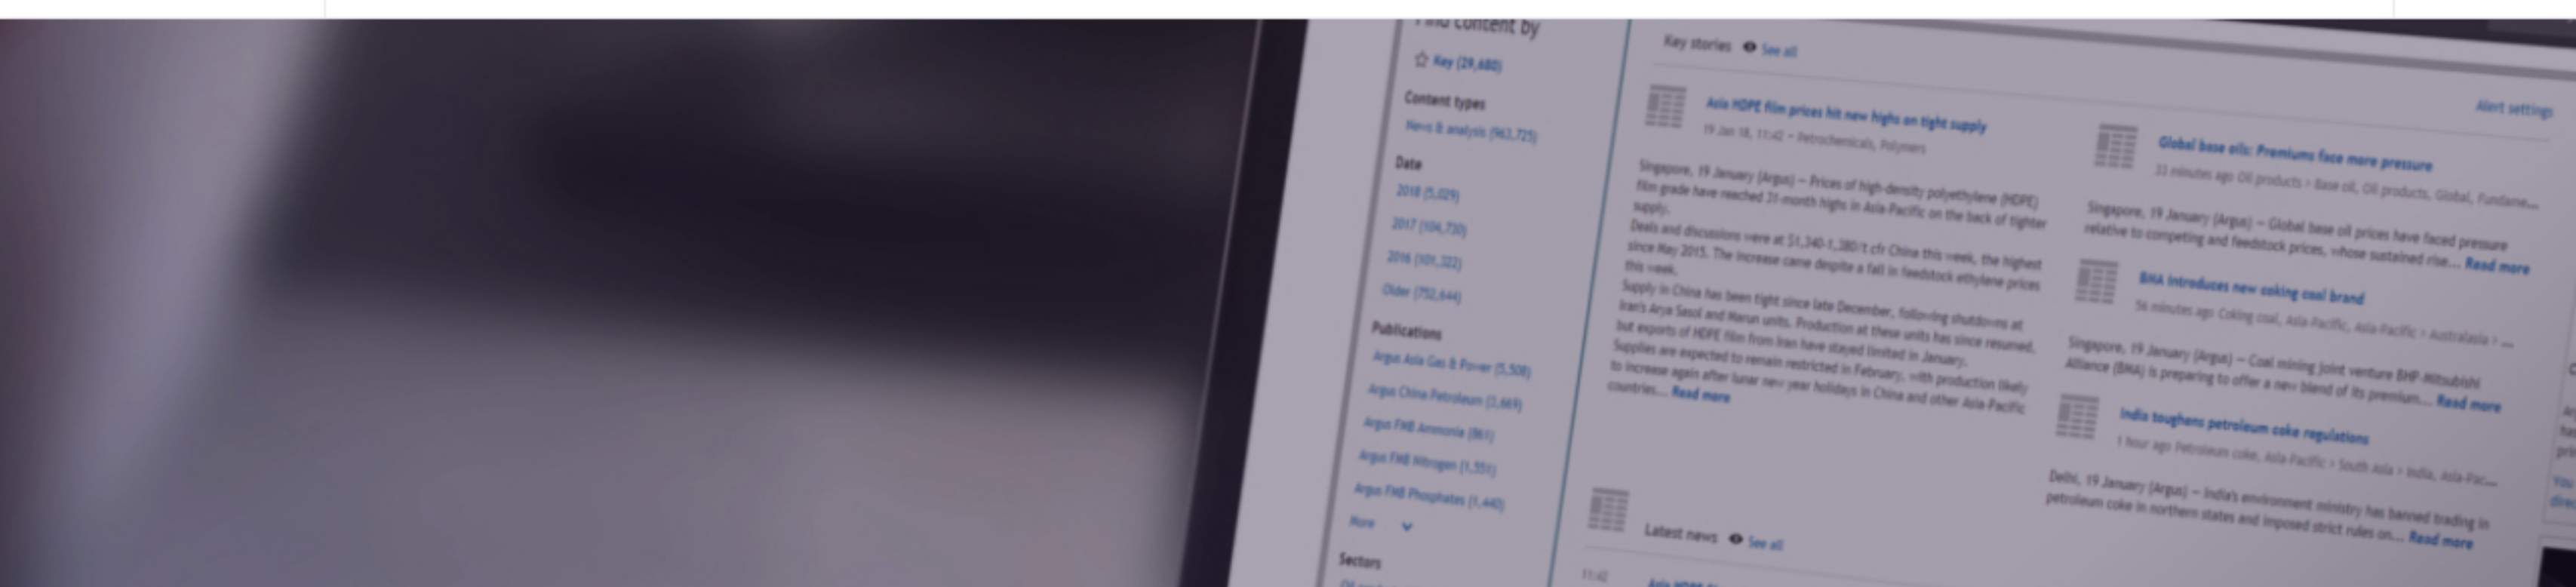 Find content by
Key (29,680)
Content types
News & analysis (963,725)
Date
2018 (5,029)
2017 (104,730)
2016 (101,322)
Older (752,644)
Publications
Argus Asia Gas & Power (5,508)
Argus China Petroleum (3,669)
Argus FMB Ammonia (861)
Argus FMB Nitrogen (1,551)
Argus FMB Phosphates (1,440)
More
Sectors
Key stories See all
Asia HDPE film prices hit new highs on tight supply
19 Jan 18, 11:42 • Petrochemicals, Polymers
Singapore, 19 January (Argus) — Prices of high-density polyethylene (HDPE)
film grade have reached 31-month highs in Asia-Pacific on the back of tighter
supply.
Deals and discussions were at $1,340-1,380/t cfr China this week, the highest
since May 2015. The increase came despite a fall in feedstock ethylene prices
this week.
Supply in China has been tight since late December, following shutdowns at
Iran's Arya Sasol and Marun units. Production at these units has since resumed,
but exports of HDPE film from Iran have stayed limited in January.
Supplies are expected to remain restricted in February, with production likely
to increase again after lunar new year holidays in China and other Asia-Pacific
countries... Read more
Latest news See all
11:42
Asia HDPE
Alert settings
Global base oils: Premiums face more pressure
33 minutes ago Oil products > Base oil, Oil products, Global, Fundame...
Singapore, 19 January (Argus) — Global base oil prices have faced pressure
relative to competing and feedstock prices, whose sustained rise... Read more
BMA introduces new coking coal brand
56 minutes ago Coking coal, Asia-Pacific, Asia-Pacific > Australasia > ...
Singapore, 19 January (Argus) — Coal mining joint venture BHP-Mitsubishi
Alliance (BMA) is preparing to offer a new blend of its premium... Read more
India toughens petroleum coke regulations
1 hour ago Petroleum coke, Asia-Pacific > South Asia > India, Asia-Pac...
Delhi, 19 January (Argus) — India's environment ministry has banned trading in
petroleum coke in northern states and imposed strict rules on... Read more
You